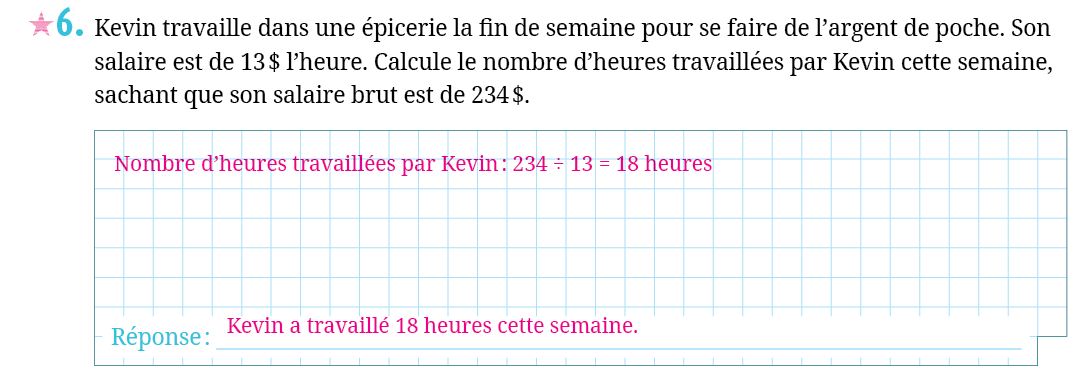 6. Kevin travaille dans une épicerie la fin de semaine pour se faire de l’argent de poche. Son
salaire est de 13 $ l’heure. Calcule le nombre d’heures travaillées par Kevin cette semaine,
sachant que son salaire brut est de 234 $.
Nombre d’heures travaillées par Kevin : 234 ÷ 13 = 18 heures
Réponse : Kevin a travaillé 18 heures cette semaine.